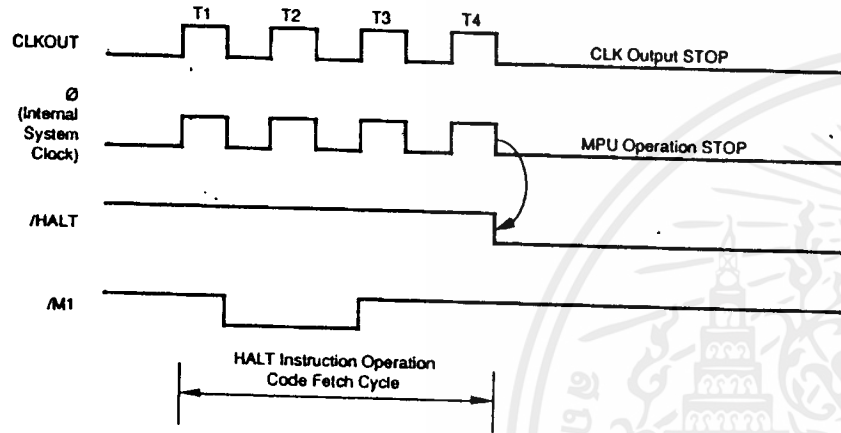 T1 T2 T3 T4
CLKOUT
CLK Output STOP
Ø
(Internal
System
Clock)
MPU Operation STOP
/HALT
/M1
HALT Instruction Operation
Code Fetch Cycle